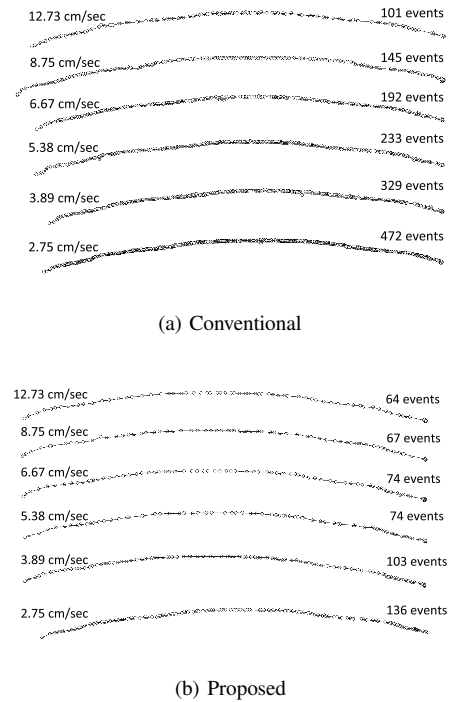 12.73 cm/sec 101 events
8.75 cm/sec 145 events
6.67 cm/sec 192 events
5.38 cm/sec 233 events
3.89 cm/sec 329 events
2.75 cm/sec 472 events
(a) Conventional
12.73 cm/sec 64 events
8.75 cm/sec 67 events
6.67 cm/sec 74 events
5.38 cm/sec 74 events
3.89 cm/sec 103 events
2.75 cm/sec 136 events
(b) Proposed